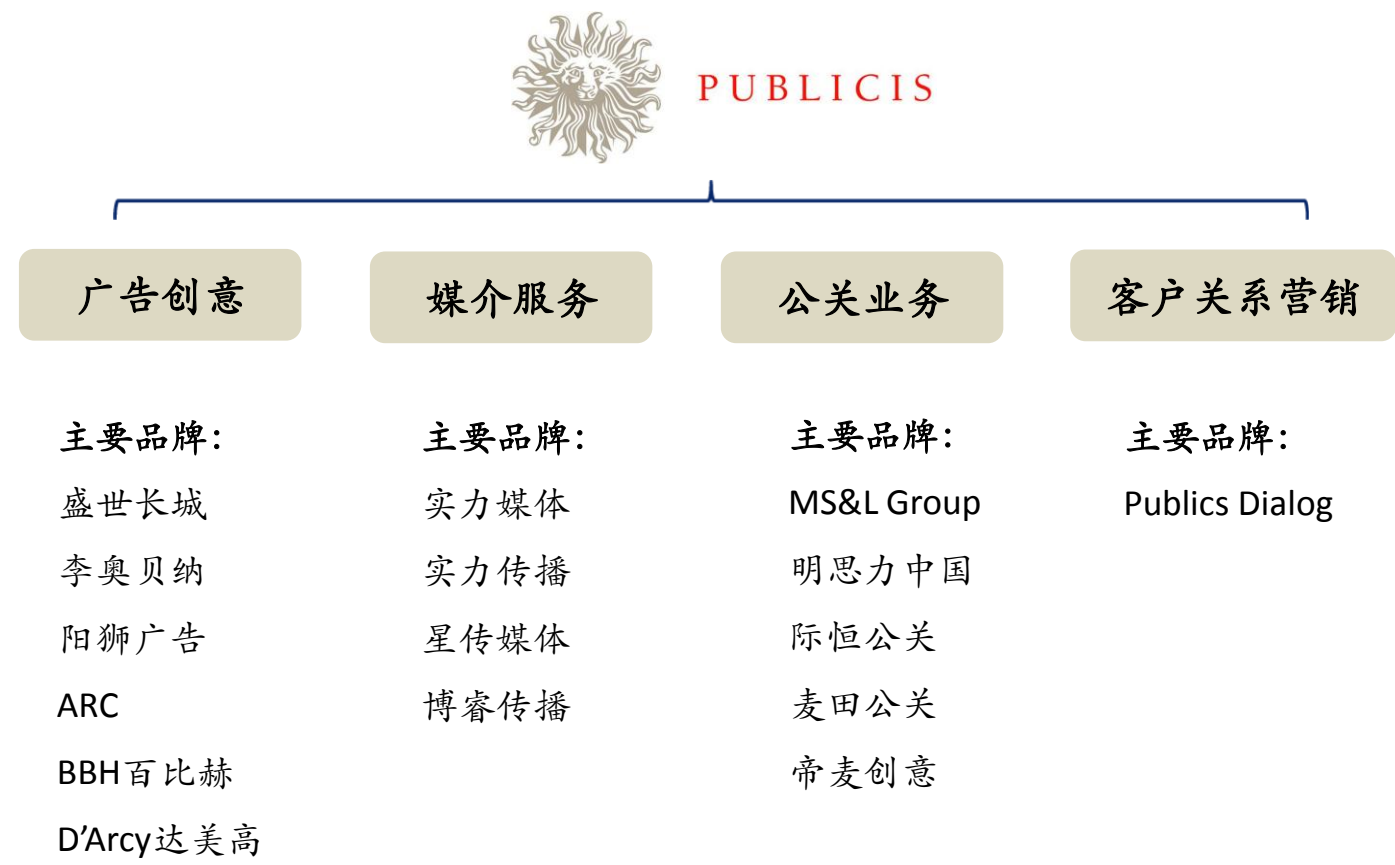 PUBLICIS
广告创意
媒介服务
公关业务
客户关系营销
主要品牌：
盛世长城
李奥贝纳
阳狮广告
ARC
BBH百比赫
D'Arcy达美高
主要品牌：
实力媒体
实力传播
星传媒体
博睿传播
主要品牌：
MS&L Group
明思力中国
际恒公关
麦田公关
帝麦创意
主要品牌：
Publics Dialog